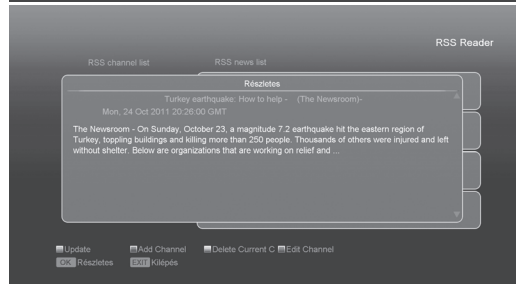 RSS Reader
RSS channel list RSS news list
Részletes
Turkey earthquake: How to help - (The Newsroom)-
Mon, 24 Oct 2011 20:26:00 GMT
The Newsroom - On Sunday, October 23, a magnitude 7.2 earthquake hit the eastern region of
Turkey, toppling buildings and killing more than 250 people. Thousands of others were injured and left
without shelter. Below are organizations that are working on relief and ...
Update Add Channel Delete Current C Edit Channel
OK Részletes EXIT Kilépés